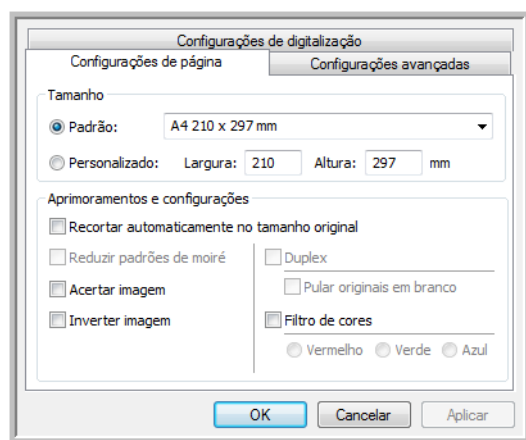 Configurações de digitalização
Configurações de página
Configurações avançadas
Tamanho
Padrão: A4 210 x 297 mm
Personalizado: Largura: 210 Altura: 297 mm
Aprimoramentos e configurações
Recortar automaticamente no tamanho original
Reduzir padrões de moiré
Duplex
Acertar imagem
Pular originais em branco
Inverter imagem
Filtro de cores
Vermelho Verde Azul
OK Cancelar Aplicar